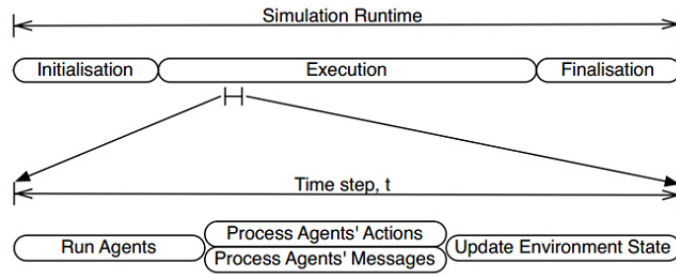 Simulation Runtime
Initialisation Execution Finalisation
Time step, t
Run Agents Process Agents' Actions Update Environment State
Process Agents' Messages